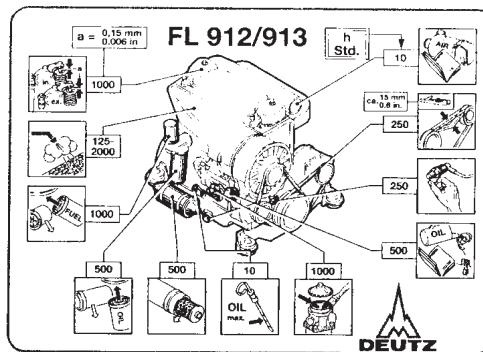 a = 0,15 mm
0.006 in
FL 912/913
h
Std.
in.
a
ex.
1000
10
AIR
ca. 15 mm
0.6 in.
125-
2000
250
FUEL
1000
250
500
OIL
500
500
10
1000
OIL
OIL
max.
DEUTZ